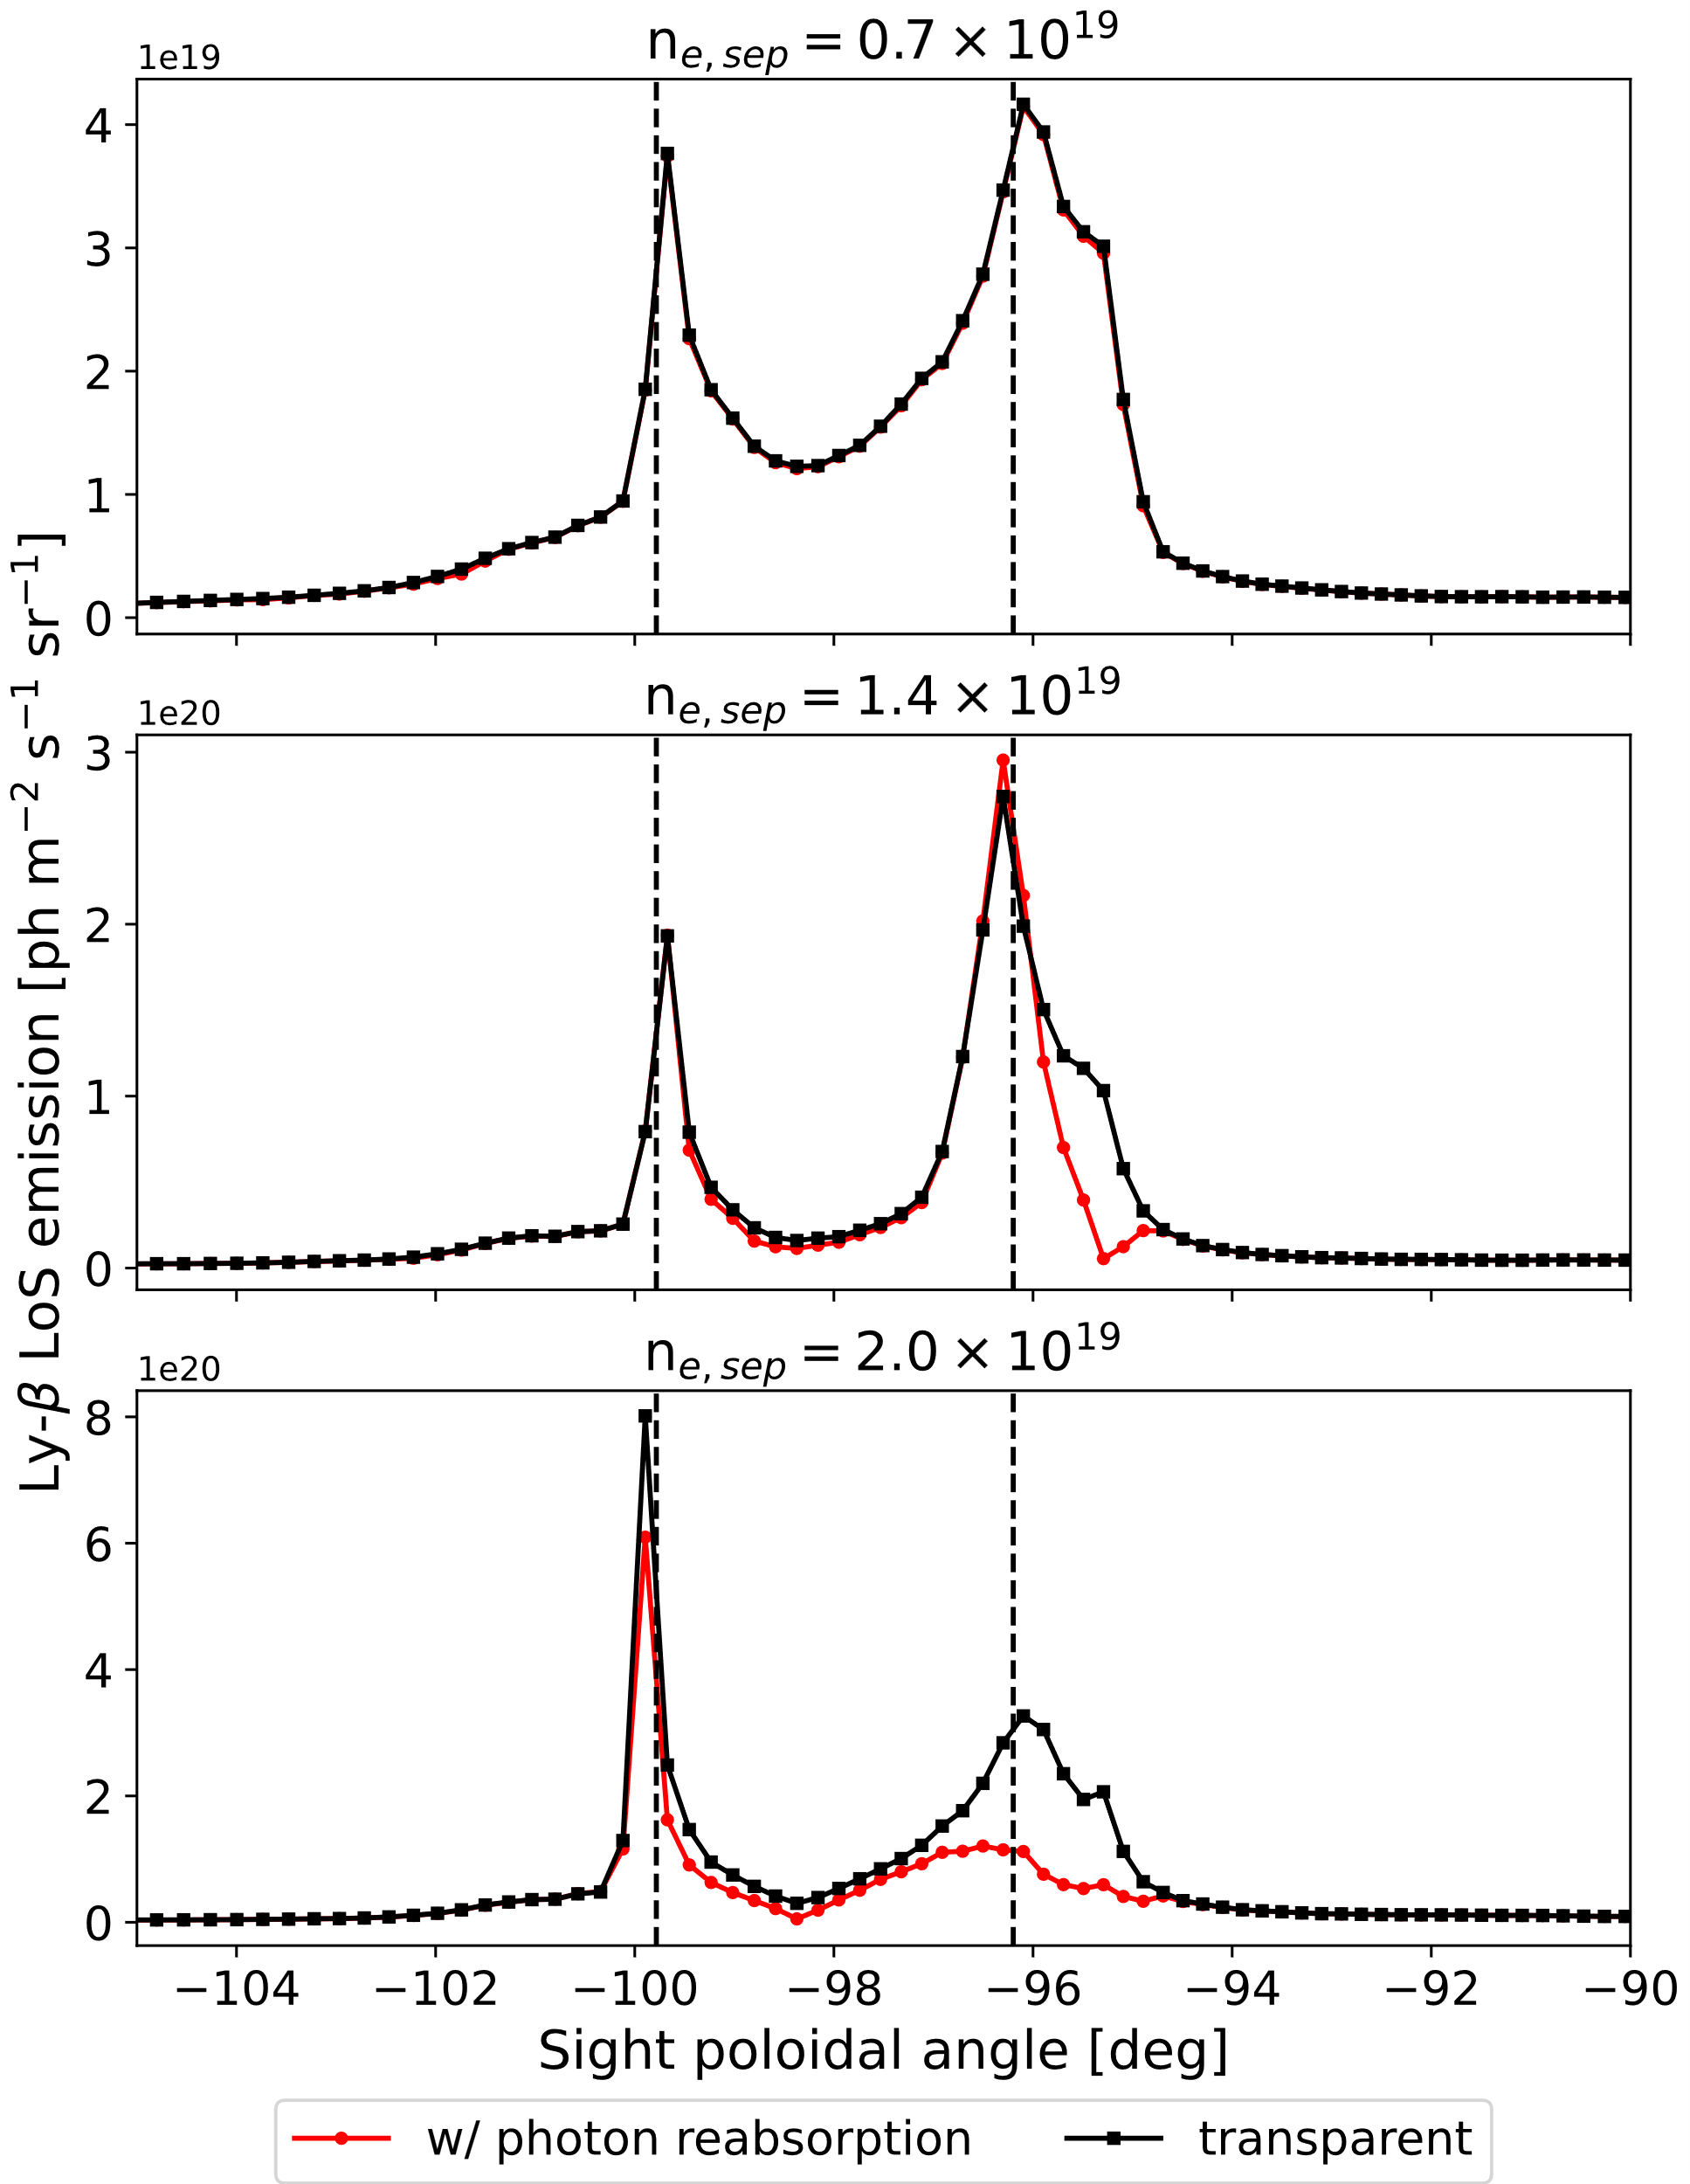 n_{e, sep} = 0.7 × 10^{19}
1e19
4
3
2
1
0
n_{e, sep} = 1.4 × 10^{19}
1e20
3
2
1
0
n_{e, sep} = 2.0 × 10^{19}
1e20
8
6
4
2
0
Ly-β LoS emission [ph m^{−2} s^{−1} sr^{−1}]
−104 −102 −100 −98 −96 −94 −92 −90
Sight poloidal angle [deg]
w/ photon reabsorption transparent